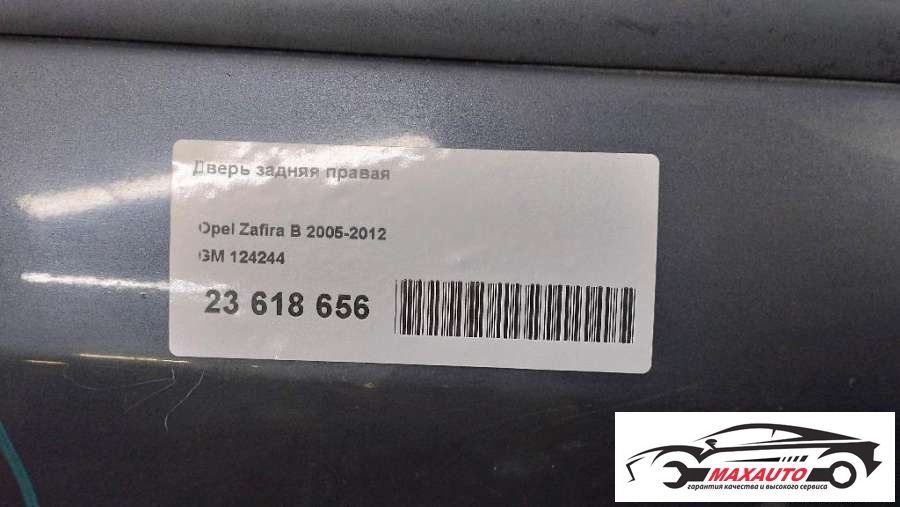 Дверь задняя правая
Opel Zafira B 2005-2012
GM 124244
23 618 656
MAXAUTO
гарантия качества и высокого сервиса